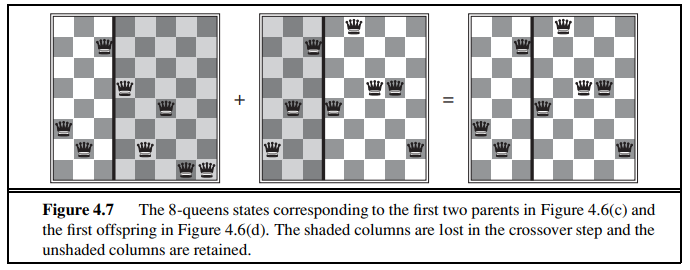 + =
Figure 4.7 The 8-queens states corresponding to the first two parents in Figure 4.6(c) and
the first offspring in Figure 4.6(d). The shaded columns are lost in the crossover step and the
unshaded columns are retained.